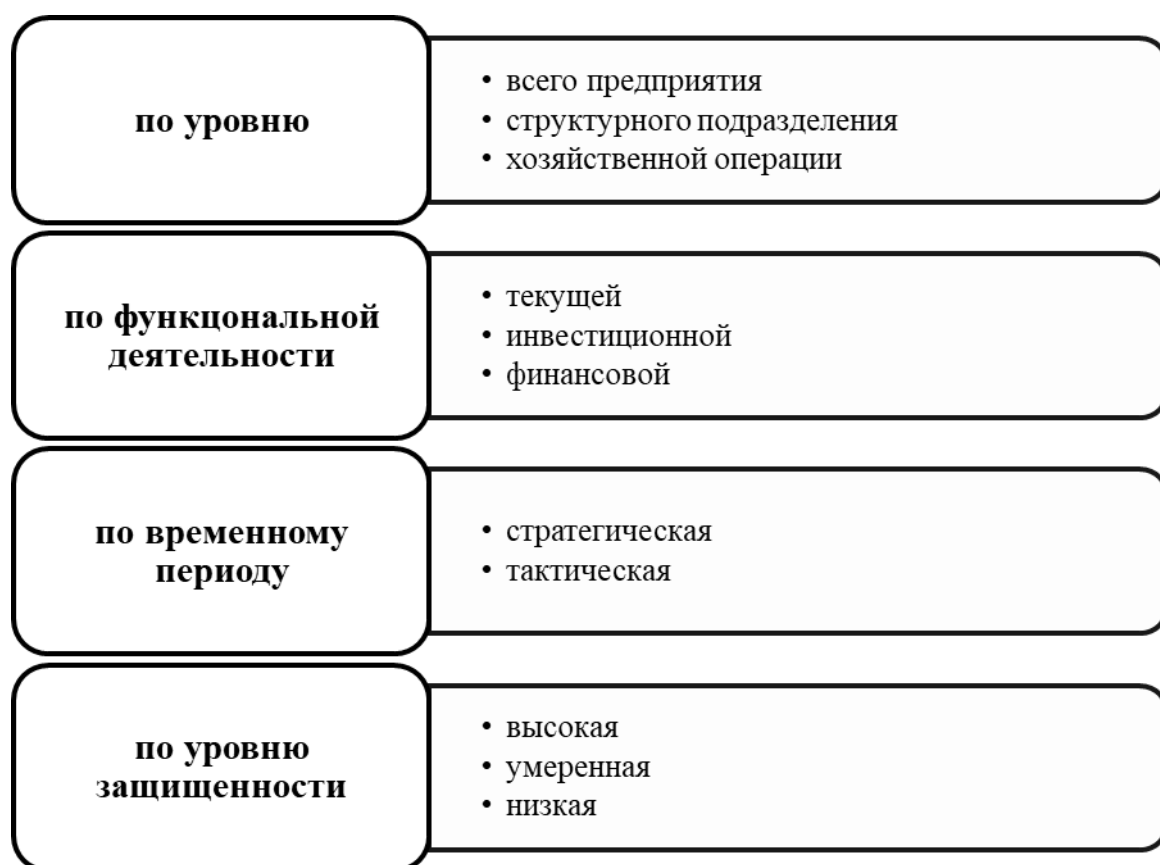 по уровню
• всего предприятия
• структурного подразделения
• хозяйственной операции
по функцональной
деятельности
• текущей
• инвестиционной
• финансовой
по временному
периоду
• стратегическая
• тактическая
по уровню
защищенности
• высокая
• умеренная
• низкая